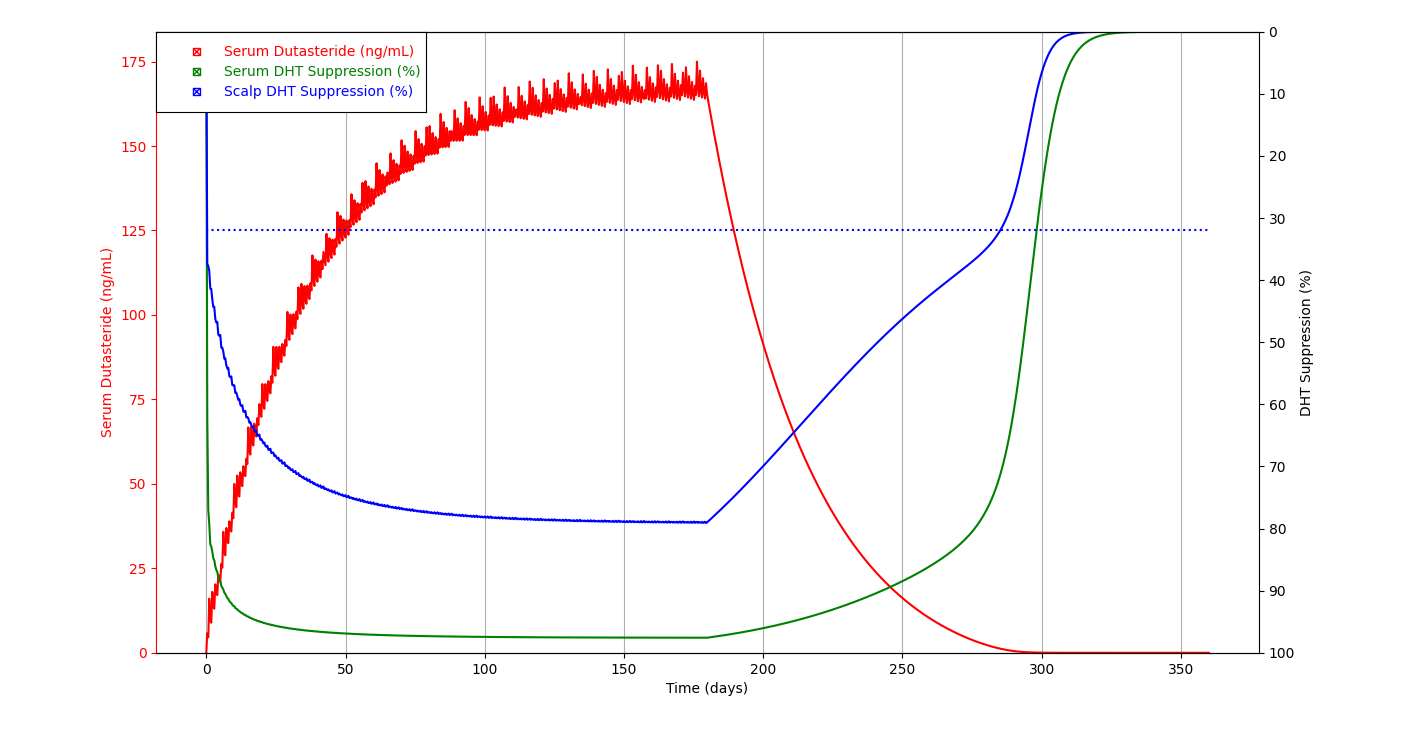 Serum Dutasteride (ng/mL)
Serum DHT Suppression (%)
Scalp DHT Suppression (%)
Serum Dutasteride (ng/mL)
175
150
125
100
75
50
25
0
0
10
20
30
40
50
60
70
80
90
100
DHT Suppression (%)
0 50 100 150 200 250 300 350
Time (days)